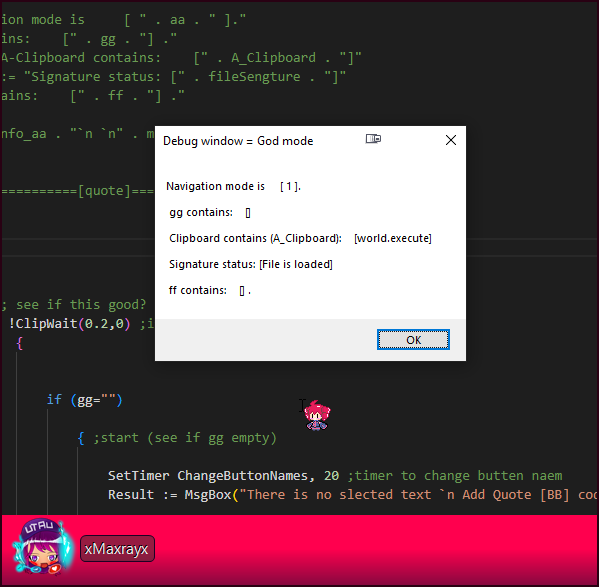 ion mode is     [ " . aa . " ]."
ins:    [" . gg . "] ."
A-Clipboard contains:    [" . A_Clipboard . "]"
:= "Signature status: [" . fileSengture . "]"
ains:    [" . ff . "] ."
nfo_aa . "`n `n" . m
Debug window = God mode
Navigation mode is    [ 1 ].
gg contains:    []
==========[quote]===
Clipboard contains (A_Clipboard):    [world.execute]
Signature status: [File is loaded]
ff contains:    [] .
; see if this good?
!ClipWait(0.2,0) ;i
{
OK
if (gg="")
{ ;start (see if gg empty)
SetTimer ChangeButtonNames, 20 ;timer to change butten naem
Result := MsgBox("There is no slected text `n Add Quote [BB] cod
UTAU
xMaxrayx